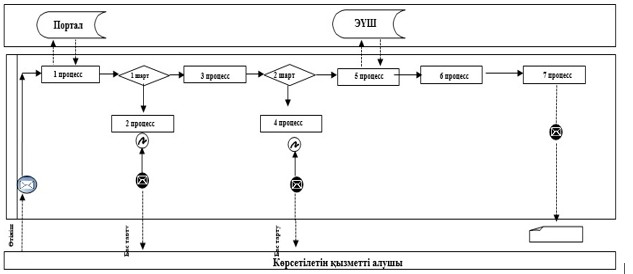 Портал
ЭҮШ
1 процесс
1 шарт
3 процесс
2 шарт
5 процесс
6 процесс
7 процесс
2 процесс
4 процесс
Өтініш
Бас тарту
Бас тарту
Көрсетілетін қызметті алушы